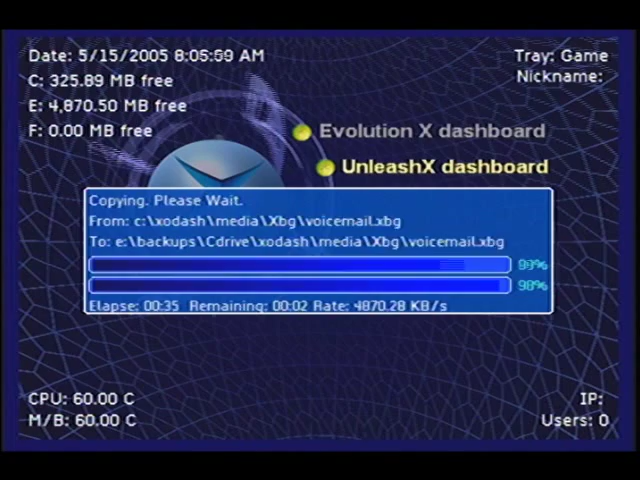 Date: 5/15/2005 8:05:59 AM
C: 325.89 MB free
E: 4,870.50 MB free
F: 0.00 MB free
Tray: Game
Nickname:
Evolution X dashboard
UnleashX dashboard
Copying. Please Wait.
From: c:\xodash\media\Xbg\voicemail.xbg
To: e:\backups\Cdrive\xodash\media\Xbg\voicemail.xbg
98%
Elapse: 00:35 Remaining: 00:02 Rate: 4870.28 KB/s
CPU: 60.00 C
M/B: 60.00 C
IP:
Users: 0